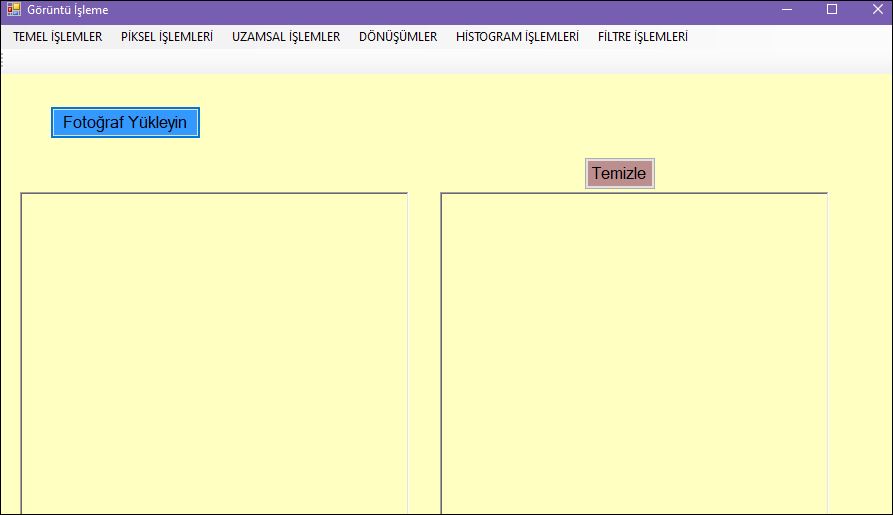 Görüntü İşleme
TEMEL İŞLEMLER PİKSEL İŞLEMLERİ UZAMSAL İŞLEMLER DÖNÜŞÜMLER HİSTOGRAM İŞLEMLERİ FİLTRE İŞLEMLERİ
Fotoğraf Yükleyin
Temizle